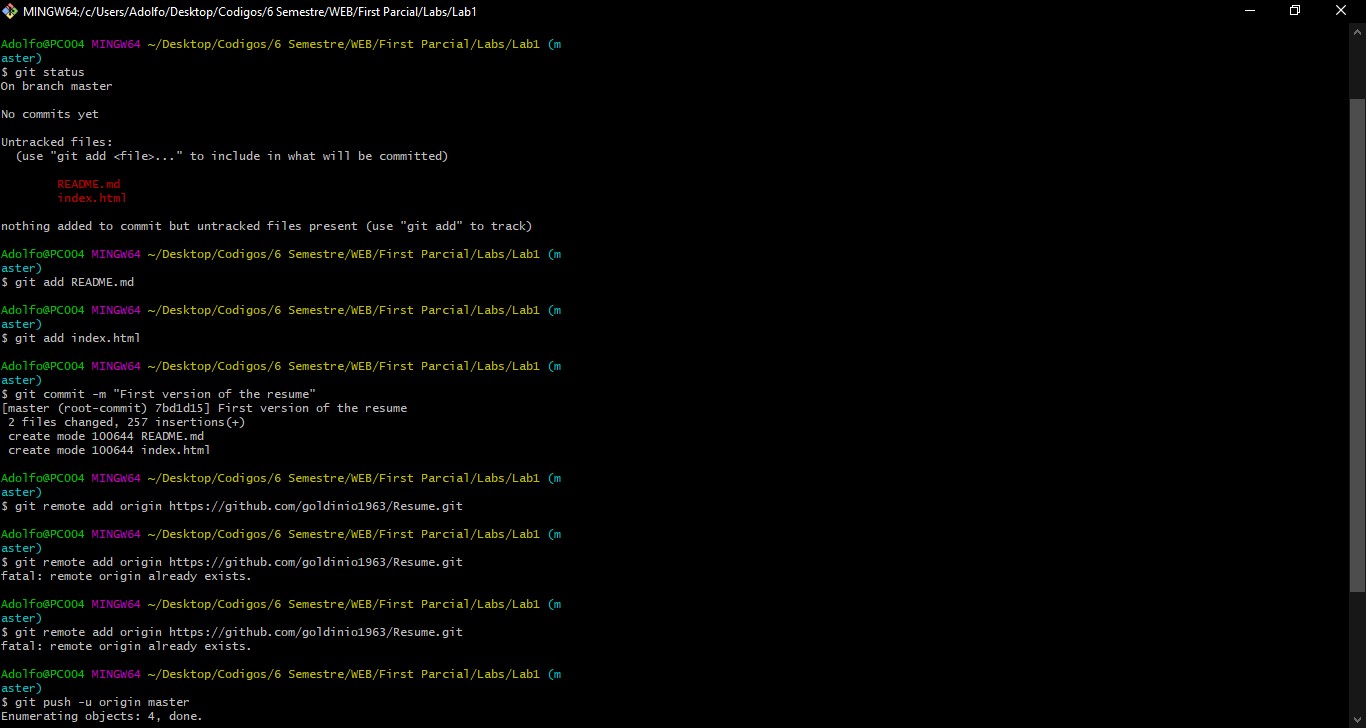 MINGW64:/c/Users/Adolfo/Desktop/Codigos/6 Semestre/WEB/First Parcial/Labs/Lab1
Adolfo@PC004 MINGW64 ~/Desktop/Codigos/6 Semestre/WEB/First Parcial/Labs/Lab1 (m
aster)
$ git status
On branch master
No commits yet
Untracked files:
(use "git add <file>..." to include in what will be committed)
README.md
index.html
nothing added to commit but untracked files present (use "git add" to track)
Adolfo@PC004 MINGW64 ~/Desktop/Codigos/6 Semestre/WEB/First Parcial/Labs/Lab1 (m
aster)
$ git add README.md
Adolfo@PC004 MINGW64 ~/Desktop/Codigos/6 Semestre/WEB/First Parcial/Labs/Lab1 (m
aster)
$ git add index.html
Adolfo@PC004 MINGW64 ~/Desktop/Codigos/6 Semestre/WEB/First Parcial/Labs/Lab1 (m
aster)
$ git commit -m "First version of the resume"
[master (root-commit) 7bd1d15] First version of the resume
2 files changed, 257 insertions(+)
create mode 100644 README.md
create mode 100644 index.html
Adolfo@PC004 MINGW64 ~/Desktop/Codigos/6 Semestre/WEB/First Parcial/Labs/Lab1 (m
aster)
$ git remote add origin https://github.com/goldinio1963/Resume.git
Adolfo@PC004 MINGW64 ~/Desktop/Codigos/6 Semestre/WEB/First Parcial/Labs/Lab1 (m
aster)
$ git remote add origin https://github.com/goldinio1963/Resume.git
fatal: remote origin already exists.
Adolfo@PC004 MINGW64 ~/Desktop/Codigos/6 Semestre/WEB/First Parcial/Labs/Lab1 (m
aster)
$ git remote add origin https://github.com/goldinio1963/Resume.git
fatal: remote origin already exists.
Adolfo@PC004 MINGW64 ~/Desktop/Codigos/6 Semestre/WEB/First Parcial/Labs/Lab1 (m
aster)
$ git push -u origin master
Enumerating objects: 4, done.